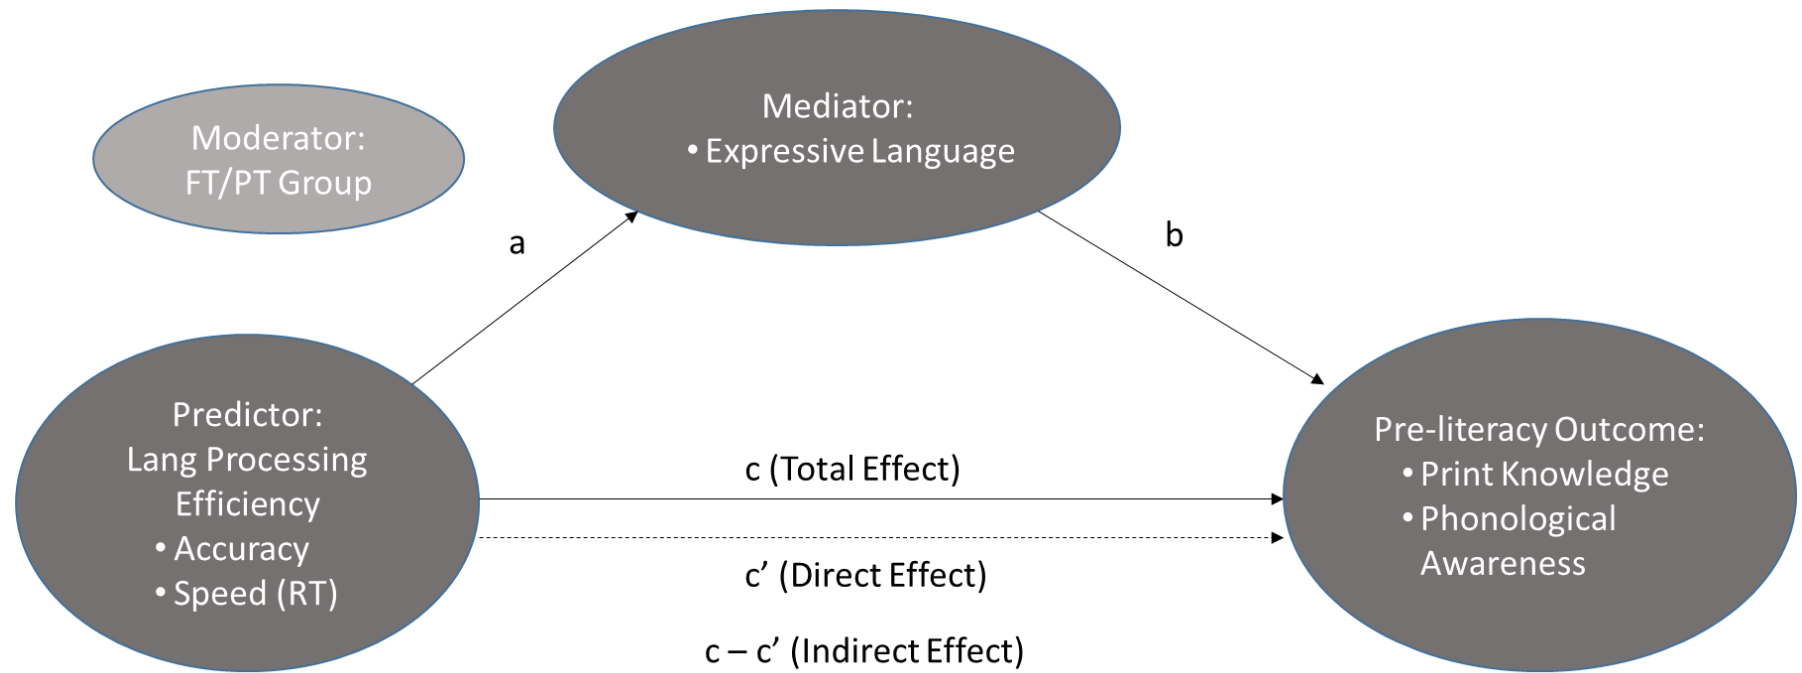 Mediator:
• Expressive Language
Moderator:
FT/PT Group
a
b
Predictor:
Lang Processing
Efficiency
• Accuracy
• Speed (RT)
c (Total Effect)
c’ (Direct Effect)
c – c’ (Indirect Effect)
Pre-literacy Outcome:
• Print Knowledge
• Phonological
Awareness